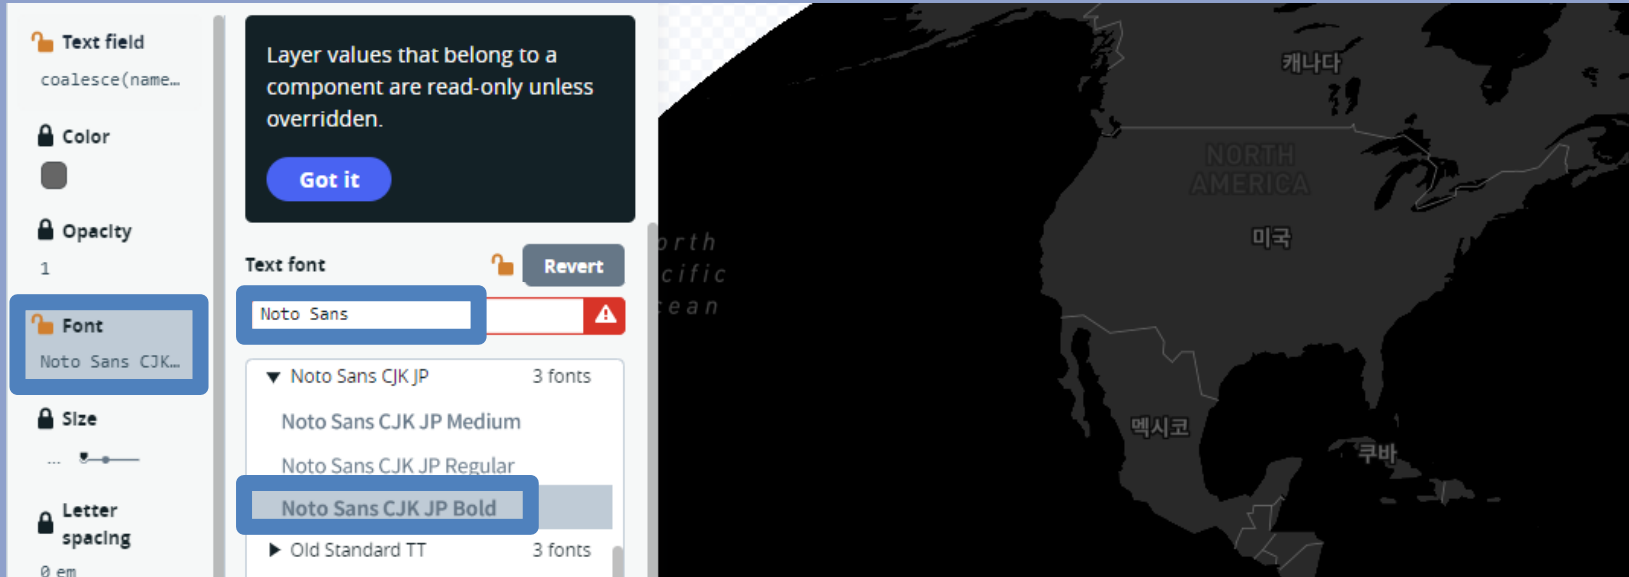 Text field
coalesce(name…
Color
Opacity
1
Font
Noto Sans CJK…
Size
...
Letter
spacing
0 em
Layer values that belong to a
component are read-only unless
overridden.
Got it
Text font
Revert
Noto Sans
Noto Sans CJK JP 3 fonts
Noto Sans CJK JP Medium
Noto Sans CJK JP Regular
Noto Sans CJK JP Bold
Old Standard TT 3 fonts
캐나다
NORTH
AMERICA
미국
orth
cific
cean
멕시코
쿠바